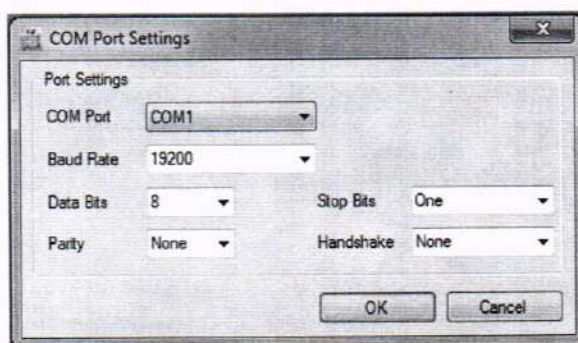 COM Port Settings
Port Settings
COM Port COM1
Baud Rate 19200
Data Bits 8 Stop Bits One
Parity None Handshake None
OK Cancel